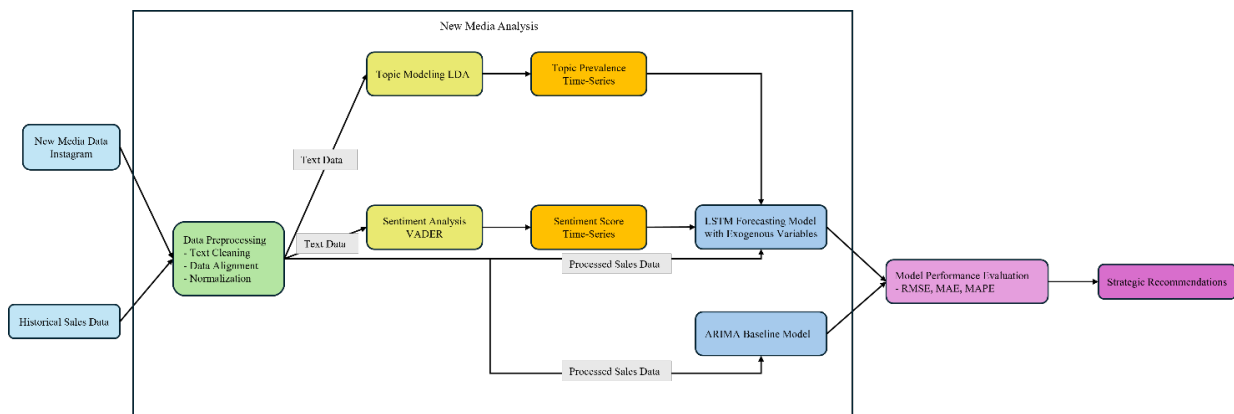 New Media Analysis
Topic Modeling LDA
Topic Prevalence
Time-Series
New Media Data
Instagram
Text Data
Data Preprocessing
- Text Cleaning
- Data Alignment
- Normalization
Text Data
Sentiment Analysis
VADER
Sentiment Score
Time-Series
LSTM Forecasting Model
with Exogenous Variables
Processed Sales Data
Model Performance Evaluation
- RMSE, MAE, MAPE
Strategic Recommendations
Historical Sales Data
ARIMA Baseline Model
Processed Sales Data